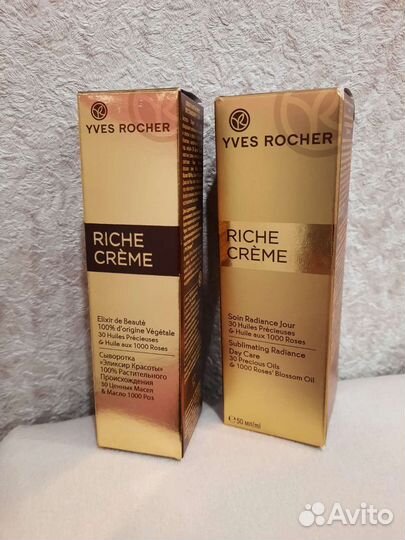 YVES ROCHER
RICHE
CRÈME
Elixir de Beauté
100% d'origine Végétale
30 Huiles Précieuses
& Huile aux 1000 Roses
Сыворотка
«Эликсир Красоты»
100% Растительного
Происхождения
30 Ценных Масел
& Масло 1000 Роз
YVES ROCHER
RICHE
CRÈME
Soin Radiance Jour
30 Huiles Précieuses
& Huile aux 1000 Roses
Sublimating Radiance
Day Care
30 Precious Oils
& 1000 Roses' Blossom Oil
℮ 50 мл/ml
Avito